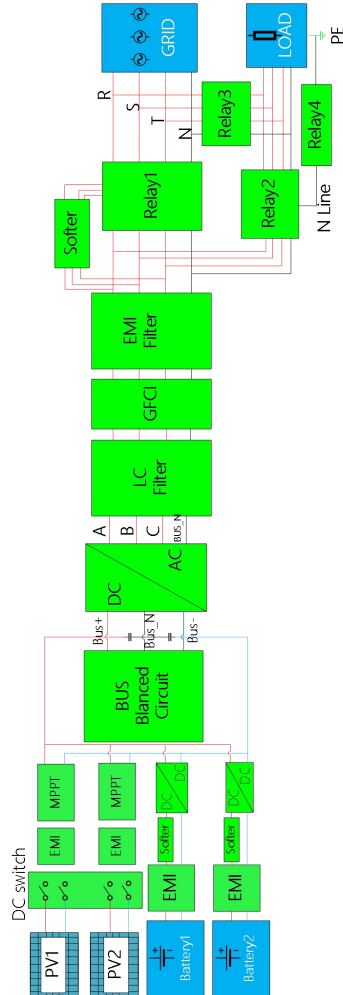 DC switch
PV1
PV2
EMI
EMI
MPPT
MPPT
Battery1
Battery2
EMI
EMI
Softer
Softer
DC
DC
DC
DC
BUS
Blanced
Circuit
Bus+
Bus_N
Bus-
DC
AC
A
B
C
BUS_N
LC
Filter
GFCI
EMI
Filter
Softer
Relay1
R
S
T
N
GRID
Relay3
Relay2
N Line
Relay4
LOAD
PE